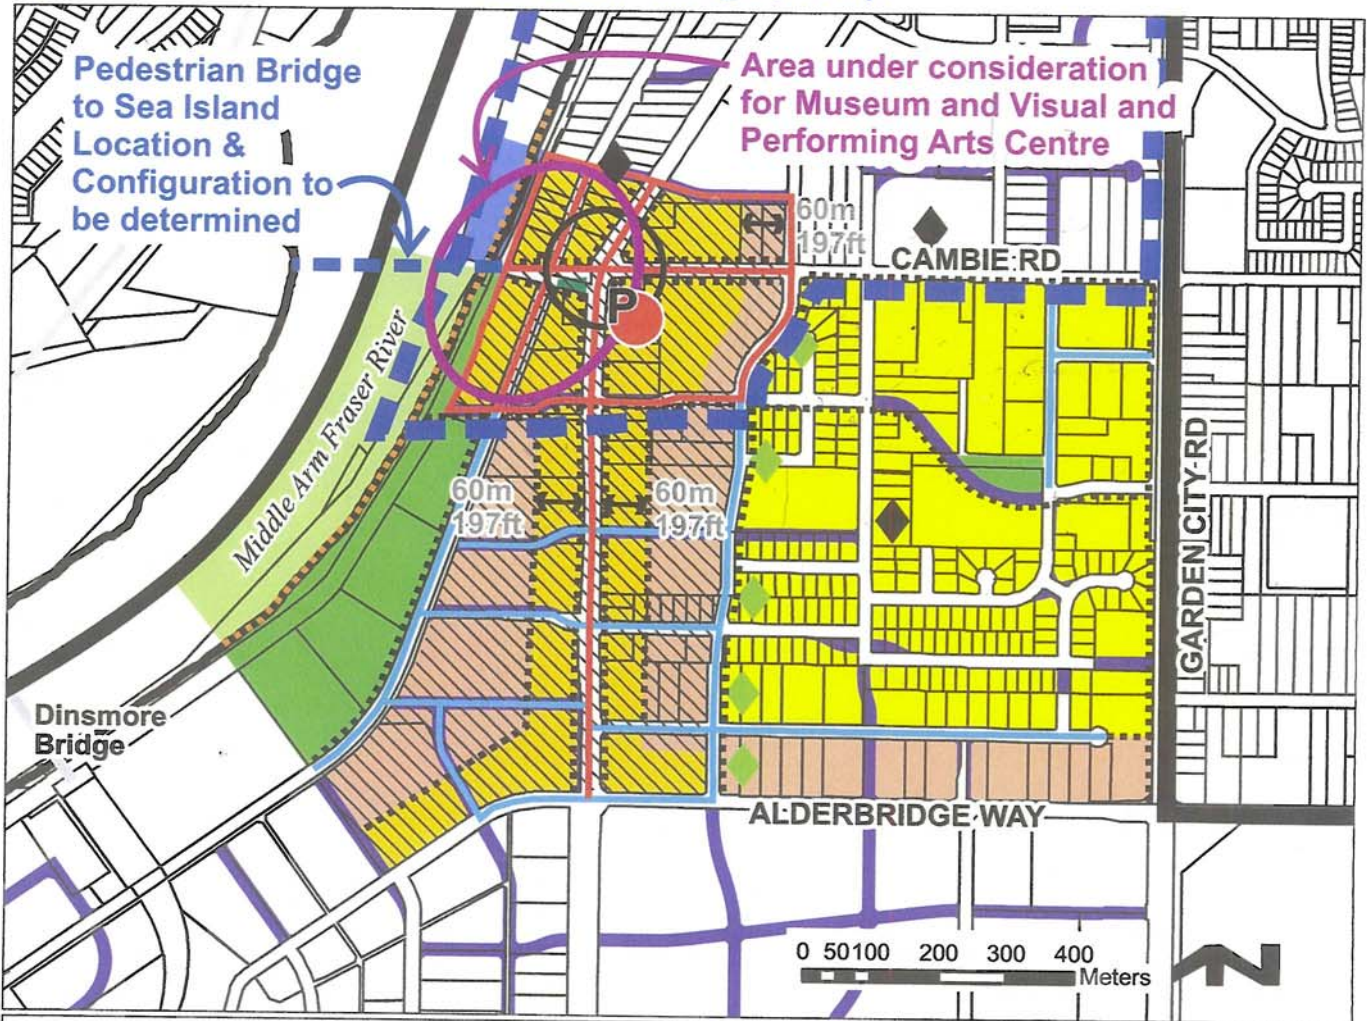 Pedestrian Bridge
to Sea Island
Location &
Configuration to
be determined
Area under consideration
for Museum and Visual and
Performing Arts Centre
60m
197ft
CAMBIE RD
P
Middle Arm Fraser River
60m
197ft
60m
197ft
GARDEN CITY RD
Dinsmore
Bridge
ALDERBRIDGE WAY
0 50 100 200 300 400
Meters
N